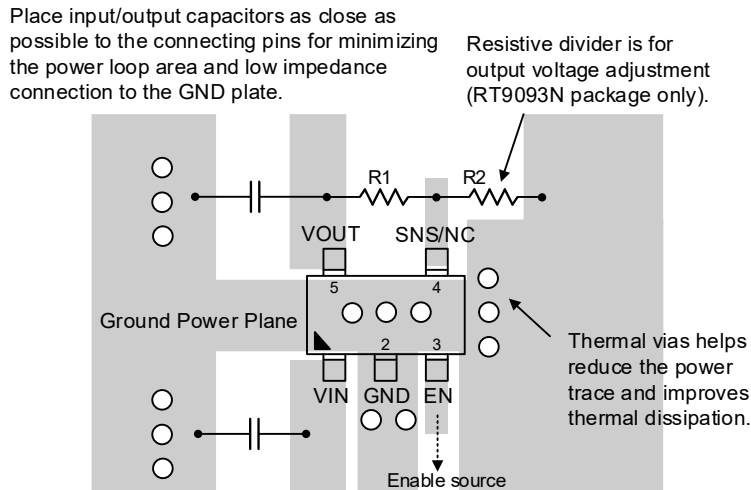 Place input/output capacitors as close as
possible to the connecting pins for minimizing
the power loop area and low impedance
connection to the GND plate.
Resistive divider is for
output voltage adjustment
(RT9093N package only).
R1
R2
VOUT
SNS/NC
5
4
Ground Power Plane
2
3
VIN
GND
EN
Thermal vias helps
reduce the power
trace and improves
thermal dissipation.
Enable source